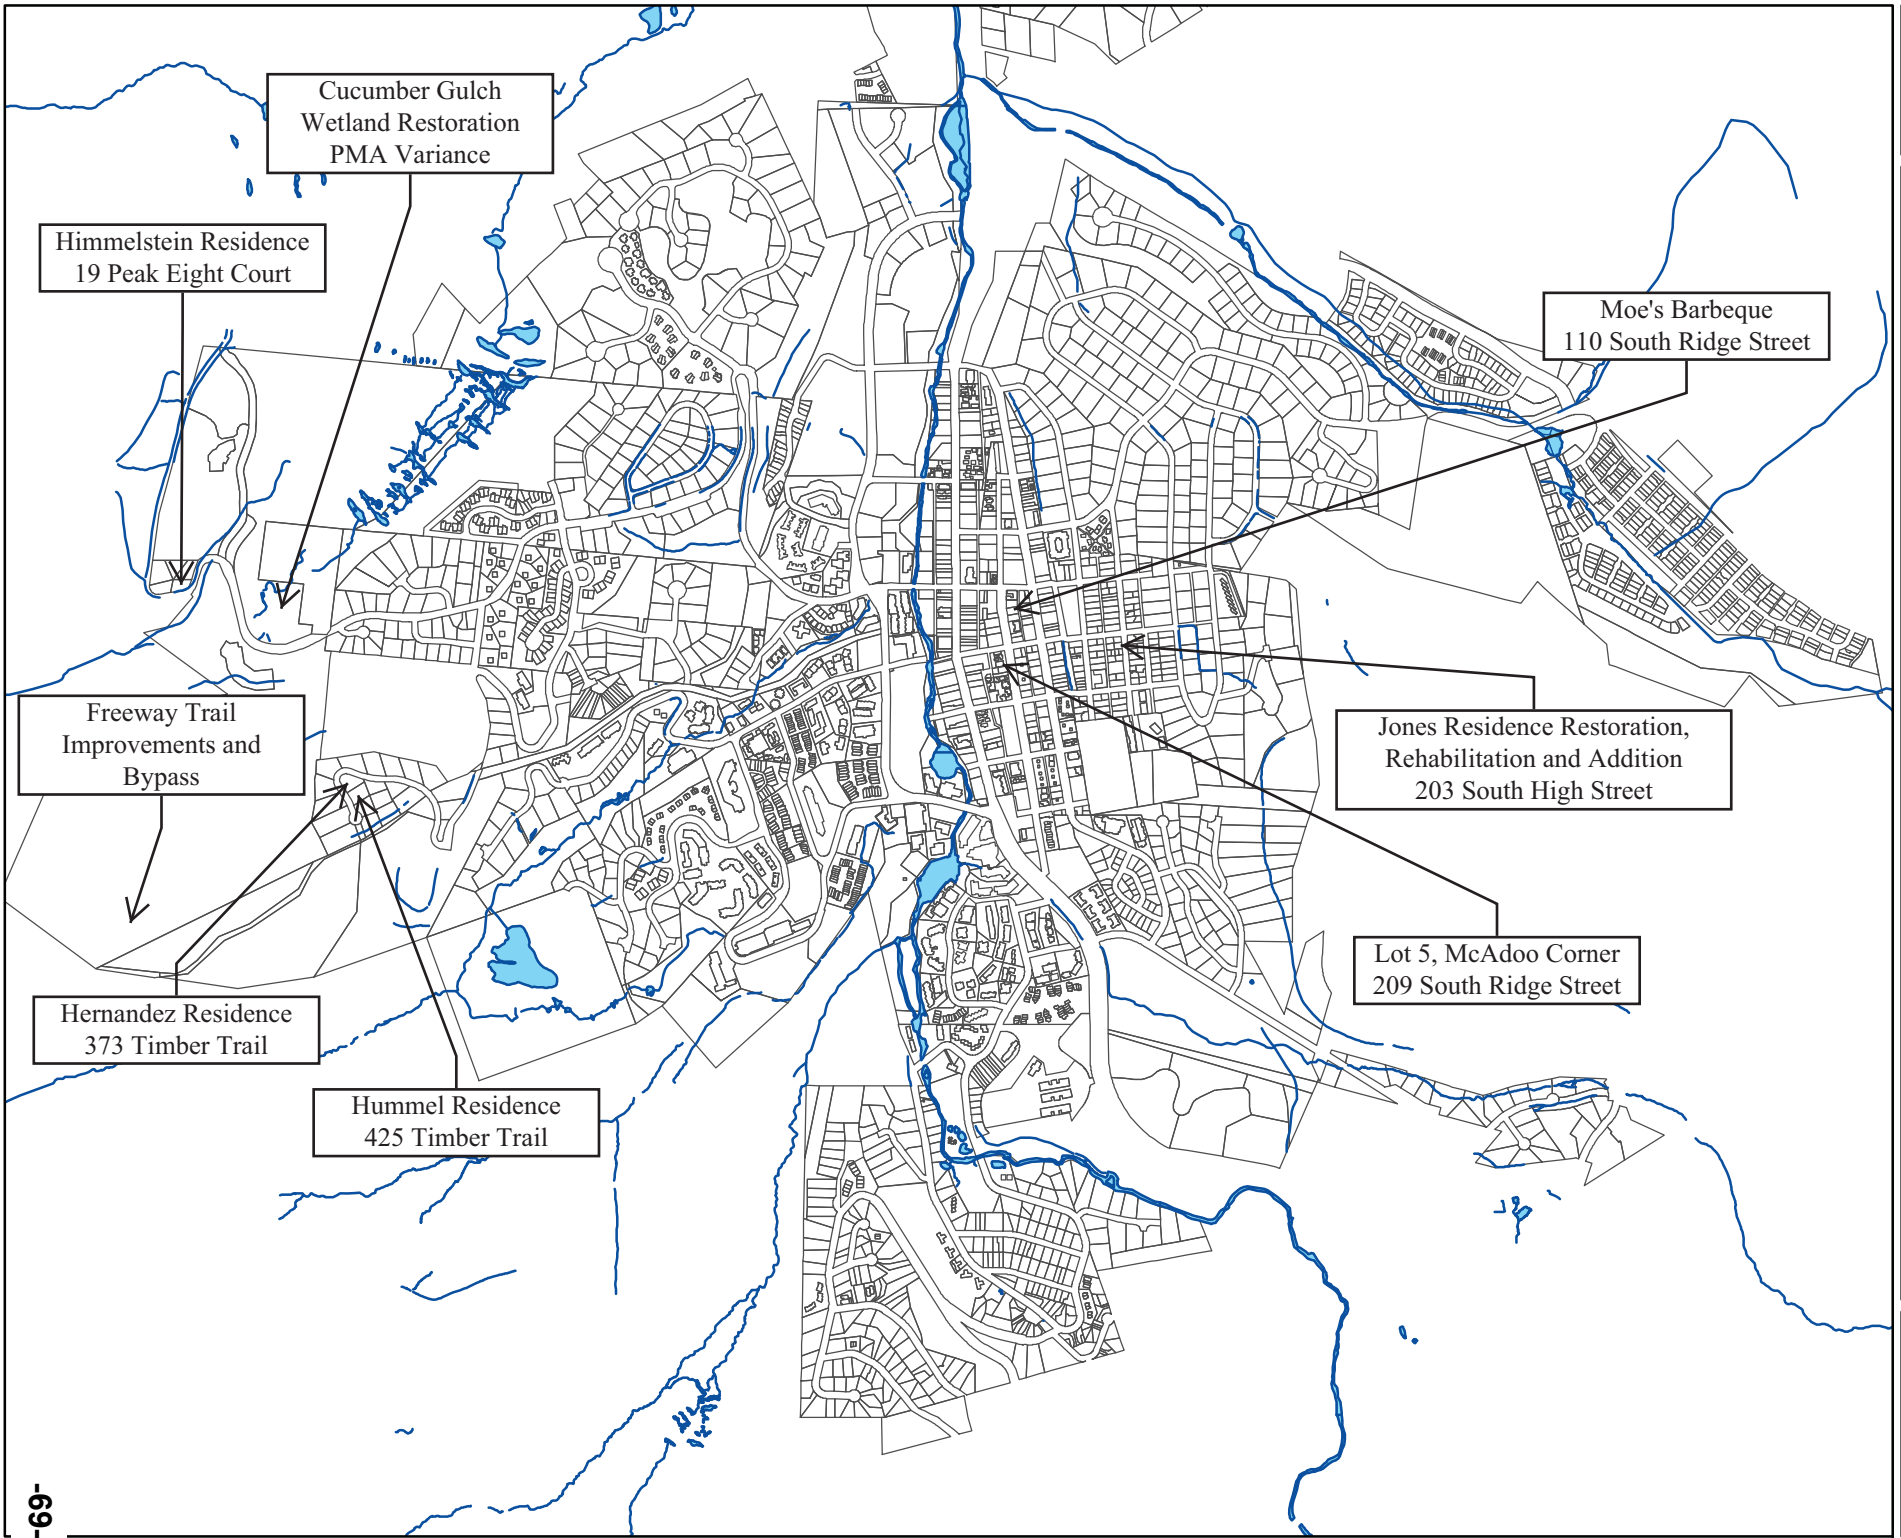 Cucumber Gulch
Wetland Restoration
PMA Variance
Himmelstein Residence
19 Peak Eight Court
Moe's Barbeque
110 South Ridge Street
Freeway Trail
Improvements and
Bypass
Jones Residence Restoration,
Rehabilitation and Addition
203 South High Street
Lot 5, McAdoo Corner
209 South Ridge Street
Hernandez Residence
373 Timber Trail
Hummel Residence
425 Timber Trail
-69-